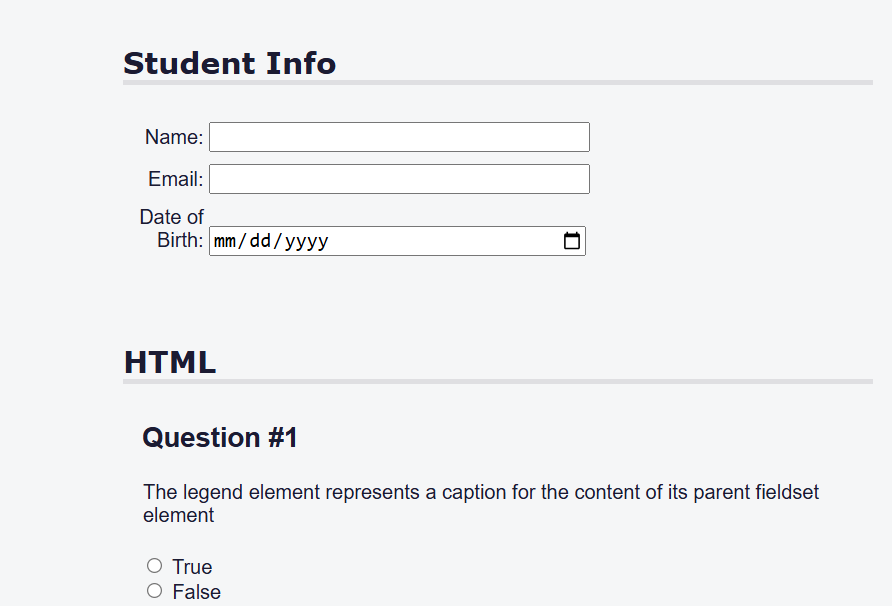 Student Info
Name:
Email:
Date of
Birth: mm/dd/yyyy
HTML
Question #1
The legend element represents a caption for the content of its parent fieldset
element
True
False